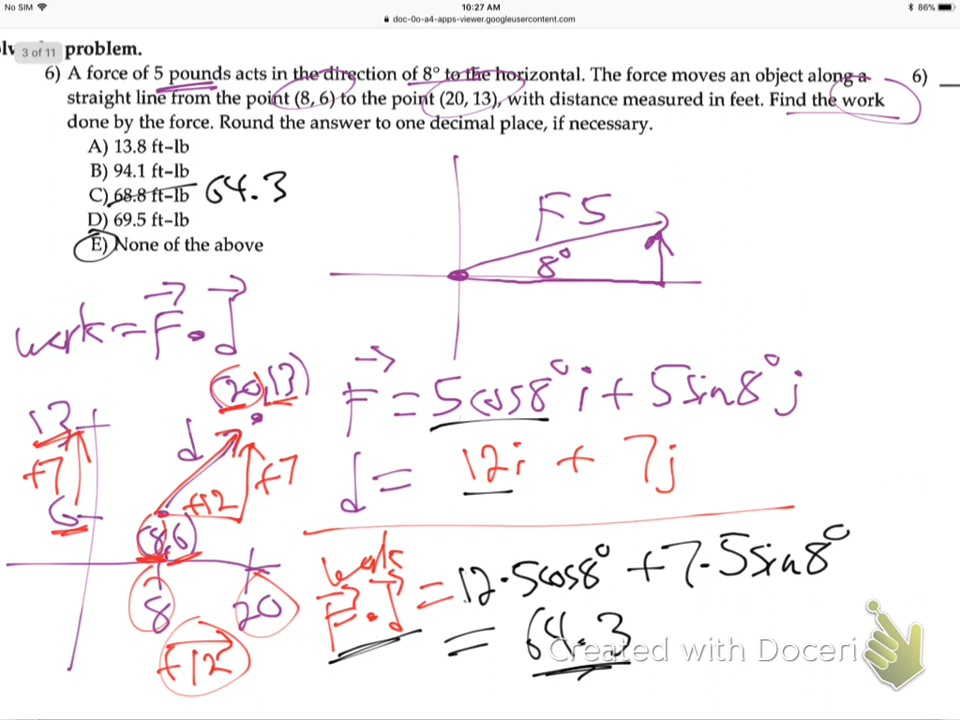 No SIM 10:27 AM 86%
doc-0o-a4-apps-viewer.googleusercontent.com
3 of 11 problem.
6) A force of 5 pounds acts in the direction of 8° to the horizontal. The force moves an object along a 6)
straight line from the point (8, 6) to the point (20, 13), with distance measured in feet. Find the work
done by the force. Round the answer to one decimal place, if necessary.
A) 13.8 ft-lb
B) 94.1 ft-lb
C) 68.8 ft-lb 64.3
D) 69.5 ft-lb
E) None of the above
F 5
8°
work = F • d
(20,13)
F = 5cos8° i + 5sin8° j
13
d
+7
+7
d = 12i + 7j
+12
6
(8,6)
work
F • d = 12·5cos8° + 7·5sin8°
8 20
= 64.3
+12
Created with Doceri